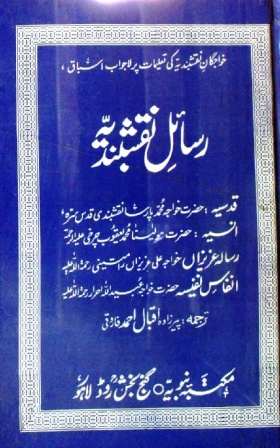 خواجگانِ نقشبندیہ کی تعلیمات پر لاجواب اسباق،
رسائلِ نقشبندیہ
قدسیہ: حضرت خواجہ محمد پارسا نقشبندی قدس سرہٗ،
انسیہ: حضرت مولینا محمد یعقوب چرخی علیہ الرحمۃ
رسالہ عزیزاں خواجہ علی عزیزاں رامیتنی رحمۃ اللہ علیہ
انفاسِ نفیسہ حضرت خواجہ عبید اللہ احرار رحمۃ اللہ علیہ
ترجمہ: پیرزادہ اقبال احمد فاروقی
مکتبہ نبویہ ○ گنج بخش روڈ لاہور